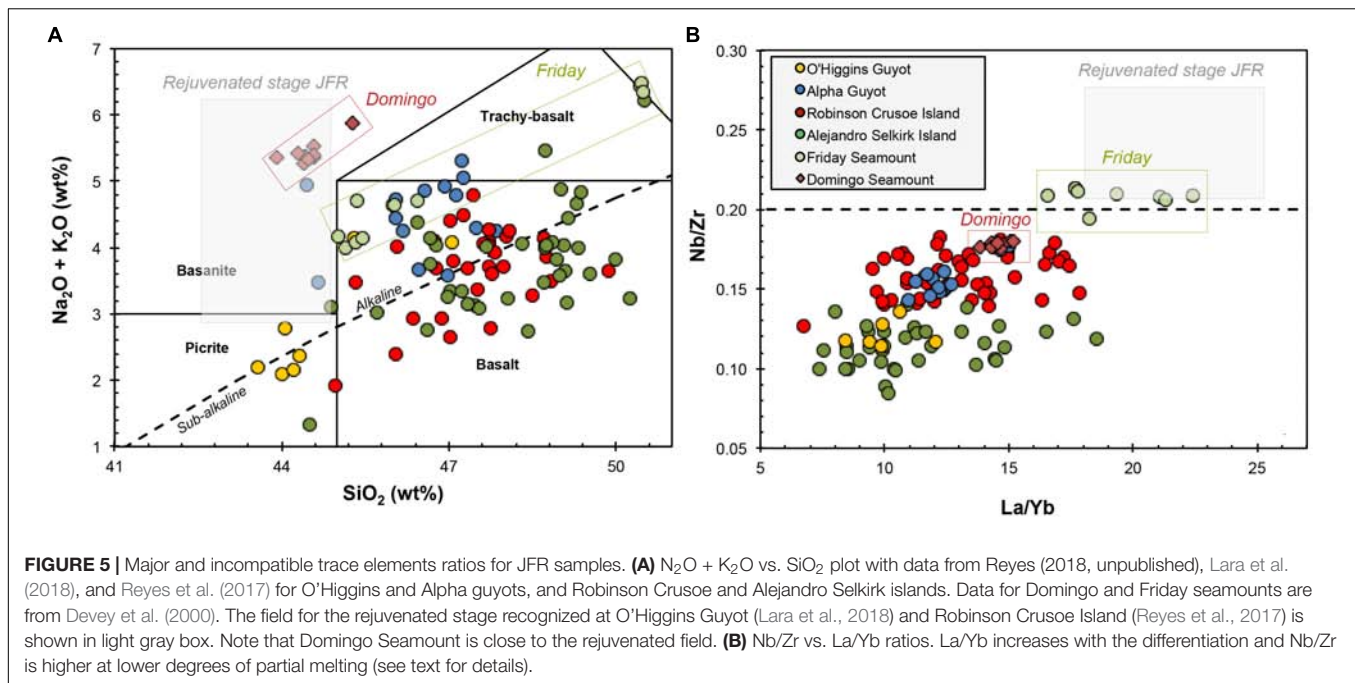 A
Rejuvenated stage JFR
Domingo
Friday
Trachy-basalt
Basanite
Picrite
Alkaline
Sub-alkaline
Basalt
Na2O + K2O (wt%)
7
6
5
4
3
2
1
41
44
47
50
SiO2 (wt%)
B
Rejuvenated stage JFR
O'Higgins Guyot
Alpha Guyot
Robinson Crusoe Island
Alejandro Selkirk Island
Friday Seamount
Domingo Seamount
Friday
Domingo
Nb/Zr
0.30
0.25
0.20
0.15
0.10
0.05
5
10
15
20
25
La/Yb
FIGURE 5 | Major and incompatible trace elements ratios for JFR samples. (A) N2O + K2O vs. SiO2 plot with data from Reyes (2018, unpublished), Lara et al.
(2018), and Reyes et al. (2017) for O'Higgins and Alpha guyots, and Robinson Crusoe and Alejandro Selkirk islands. Data for Domingo and Friday seamounts are
from Devey et al. (2000). The field for the rejuvenated stage recognized at O'Higgins Guyot (Lara et al., 2018) and Robinson Crusoe Island (Reyes et al., 2017) is
shown in light gray box. Note that Domingo Seamount is close to the rejuvenated field. (B) Nb/Zr vs. La/Yb ratios. La/Yb increases with the differentiation and Nb/Zr
is higher at lower degrees of partial melting (see text for details).